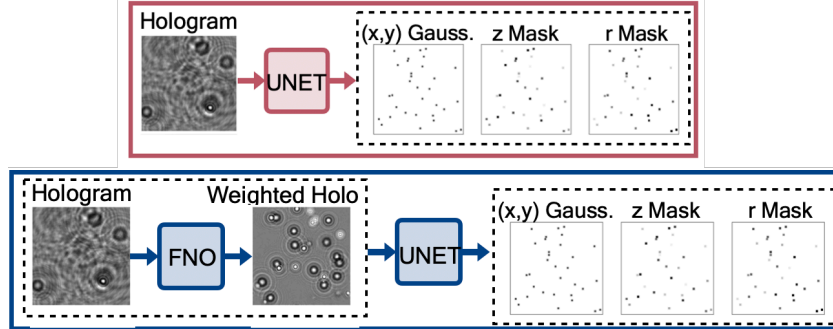 Hologram
(x,y) Gauss. z Mask r Mask
UNET
Hologram
Weighted Holo
(x,y) Gauss. z Mask r Mask
FNO
UNET